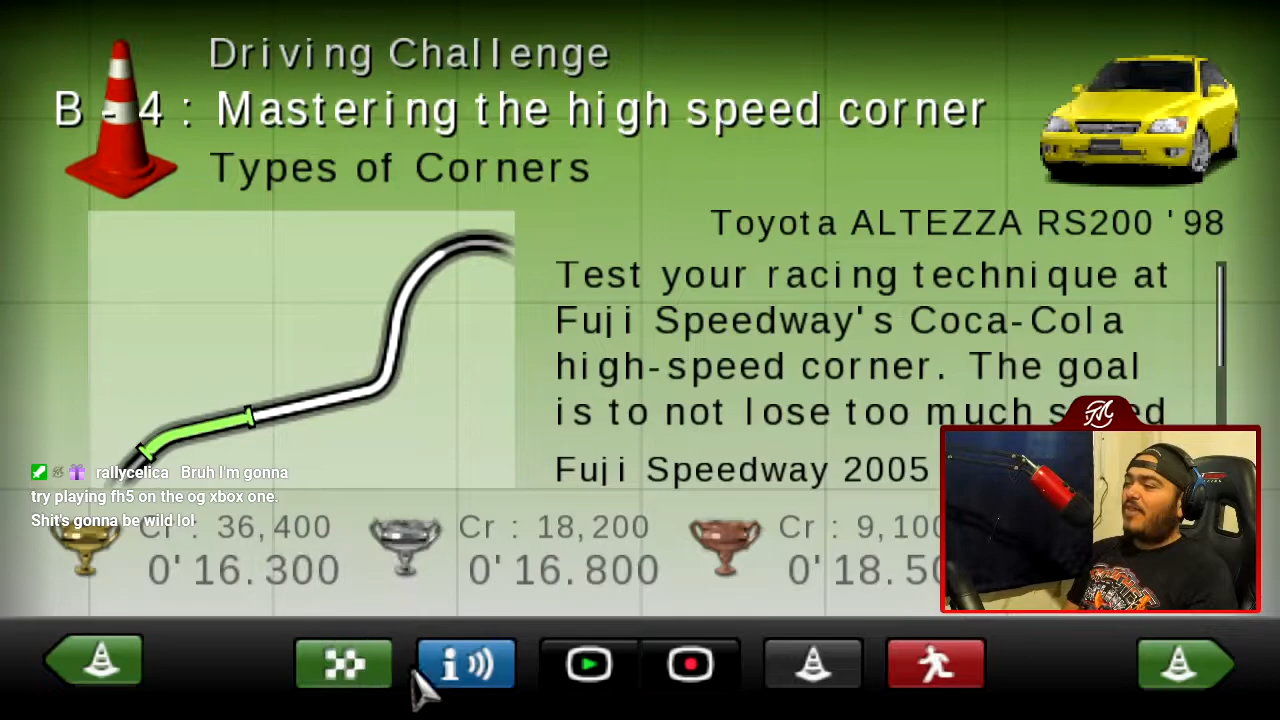 Driving Challenge
B - 4 : Mastering the high speed corner
Types of Corners
Toyota ALTEZZA RS200 '98
Test your racing technique at
Fuji Speedway's Coca-Cola
high-speed corner. The goal
is to not lose too much
Fuji Speedway 2005
rallycelica Bruh I'm gonna
try playing fh5 on the og xbox one.
Shit's gonna be wild lol
Cr : 36,400
0'16.300
Cr : 18,200
0'16.800
Cr : 9,100
0'18.50